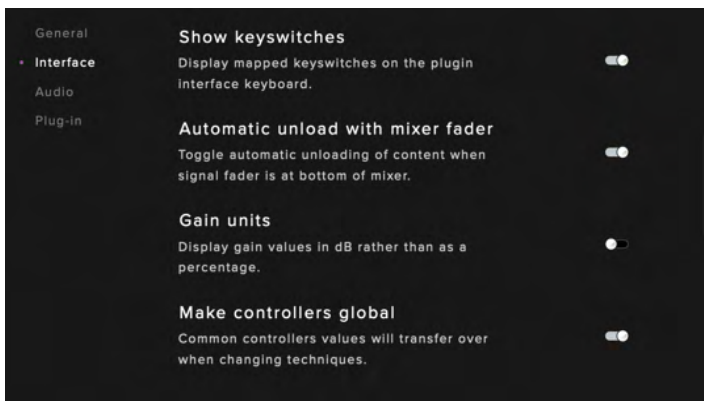 General
Interface
Audio
Plug-in
Show keyswitches
Display mapped keyswitches on the plugin
interface keyboard.
Automatic unload with mixer fader
Toggle automatic unloading of content when
signal fader is at bottom of mixer.
Gain units
Display gain values in dB rather than as a
percentage.
Make controllers global
Common controllers values will transfer over
when changing techniques.